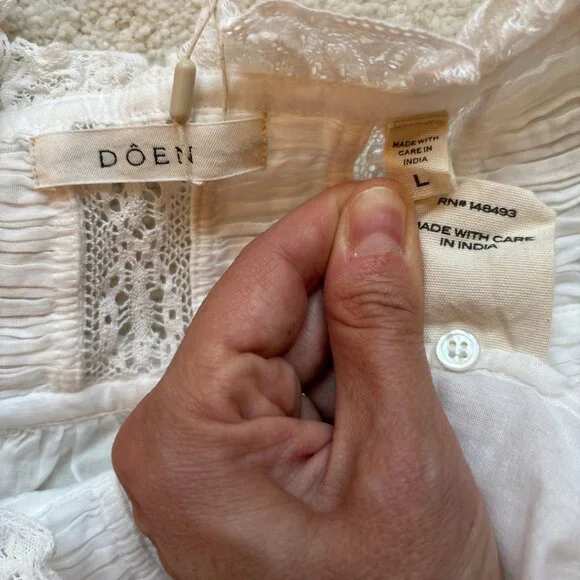 DÔEN
MADE WITH
CARE IN
INDIA
L
RN# 148493
MADE WITH CARE
IN INDIA